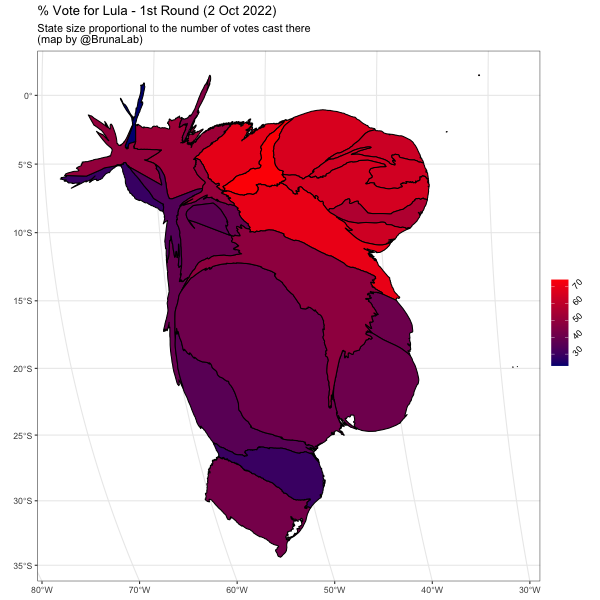 % Vote for Lula - 1st Round (2 Oct 2022)
State size proportional to the number of votes cast there
(map by @BrunaLab)
0°
5°S
10°S
15°S
20°S
25°S
30°S
35°S
80°W
70°W
60°W
50°W
40°W
30°W
70
60
50
40
30